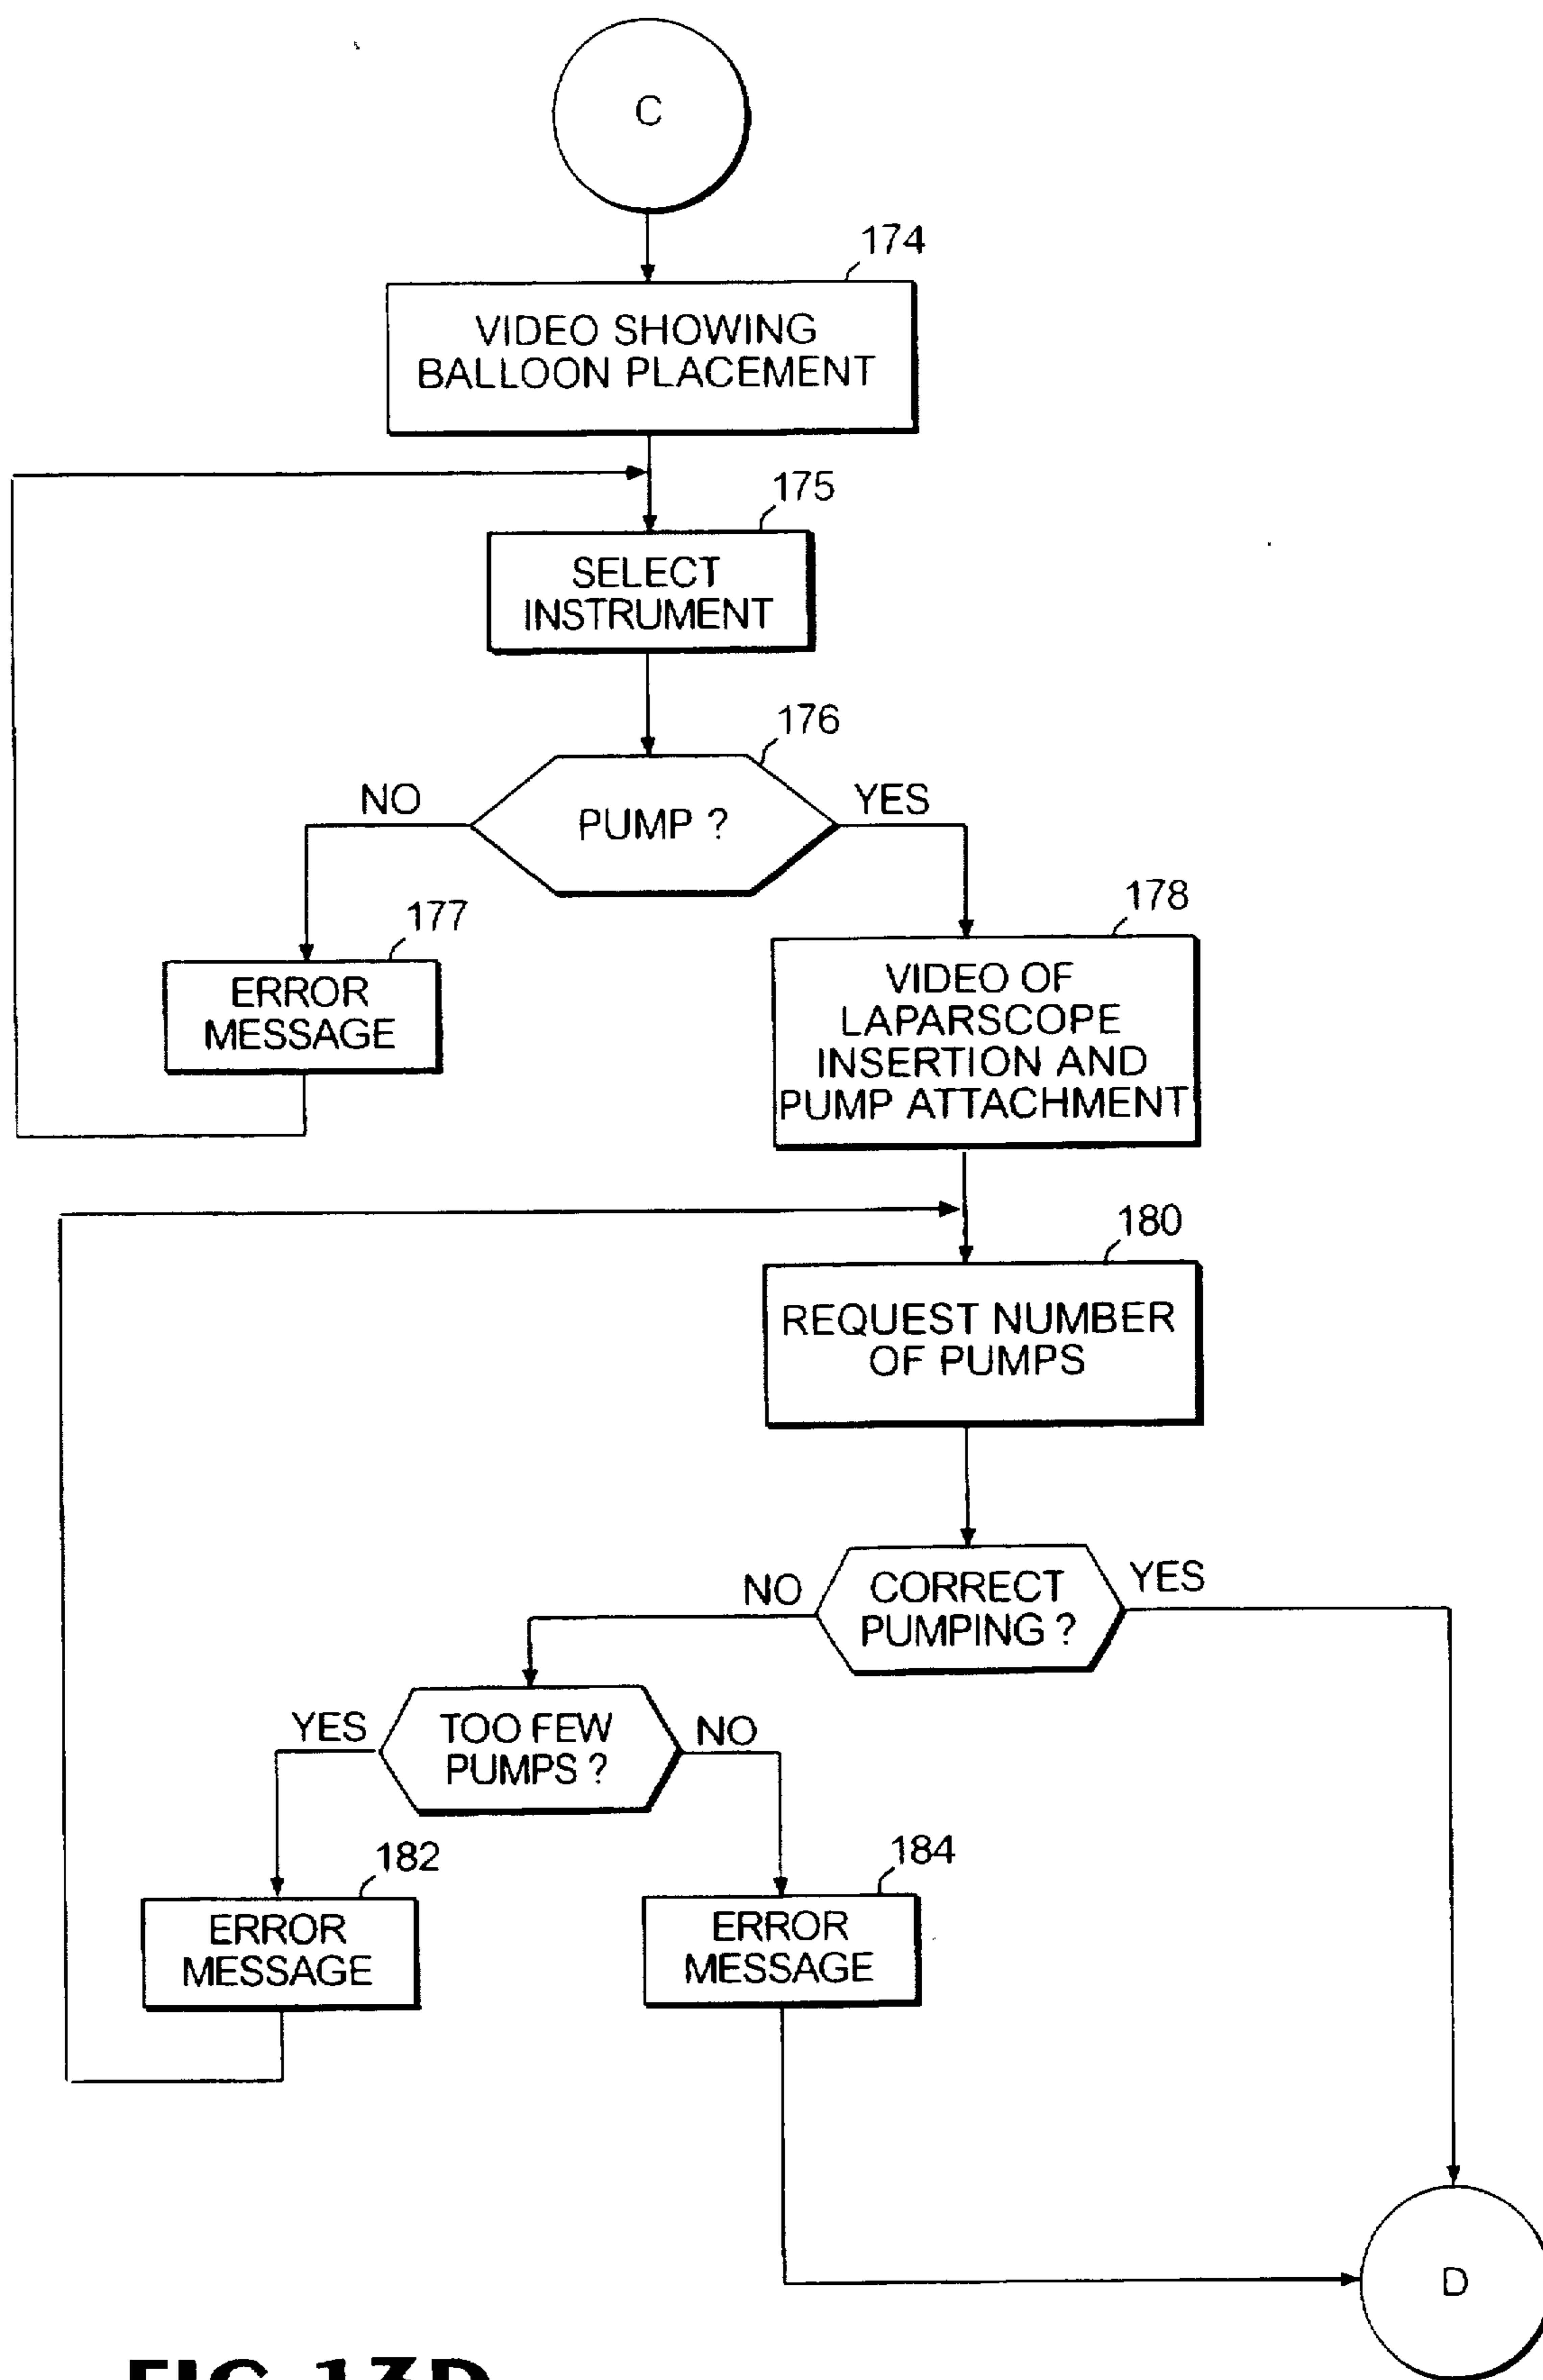 C
174
VIDEO SHOWING
BALLOON PLACEMENT
175
SELECT
INSTRUMENT
176
NO
PUMP ?
YES
177
ERROR
MESSAGE
178
VIDEO OF
LAPARSCOPE
INSERTION AND
PUMP ATTACHMENT
180
REQUEST NUMBER
OF PUMPS
NO
CORRECT
PUMPING ?
YES
YES
TOO FEW
PUMPS ?
NO
182
ERROR
MESSAGE
184
ERROR
MESSAGE
D
FIG. 13D